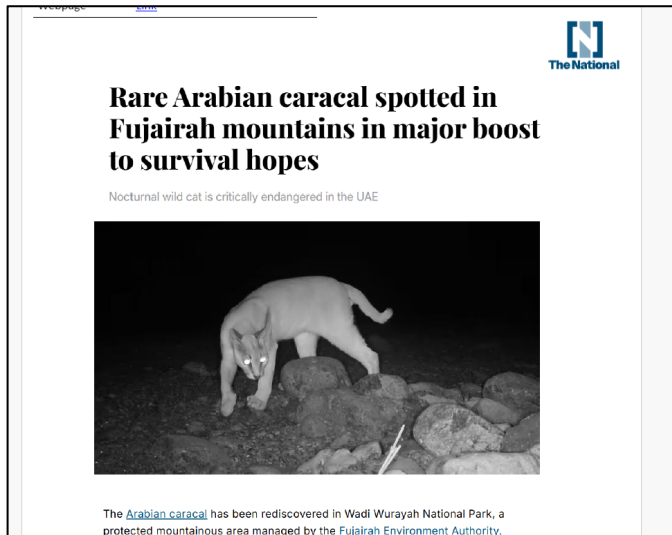 Webpage Link
The National
Rare Arabian caracal spotted in
Fujairah mountains in major boost
to survival hopes
Nocturnal wild cat is critically endangered in the UAE
The Arabian caracal has been rediscovered in Wadi Wurayah National Park, a
protected mountainous area managed by the Fujairah Environment Authority.